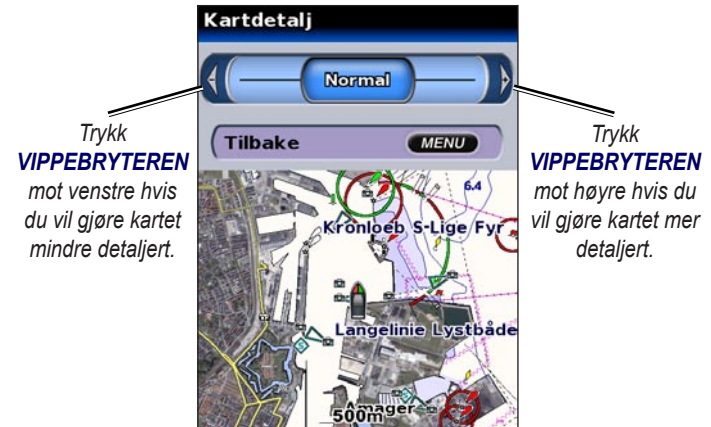 Kartdetalj
Normal
Tilbake MENU
Trykk
VIPPEBRYTEREN
mot venstre hvis
du vil gjøre kartet
mindre detaljert.
Trykk
VIPPEBRYTEREN
mot høyre hvis du
vil gjøre kartet mer
detaljert.
6.4
Kronloeb S-Lige Fyr
Langelinie Lystbåde
Amager
500m